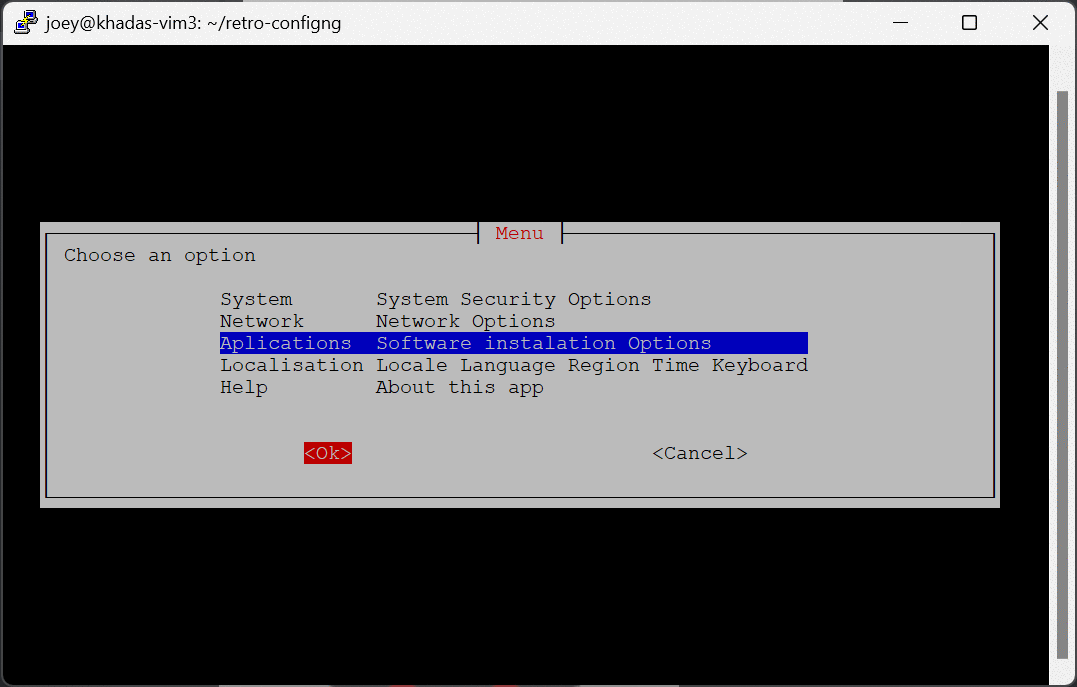 joey@khadas-vim3: ~/retro-configng
Menu
Choose an option
System System Security Options
Network Network Options
Aplications Software instalation Options
Localisation Locale Language Region Time Keyboard
Help About this app
<Ok> <Cancel>